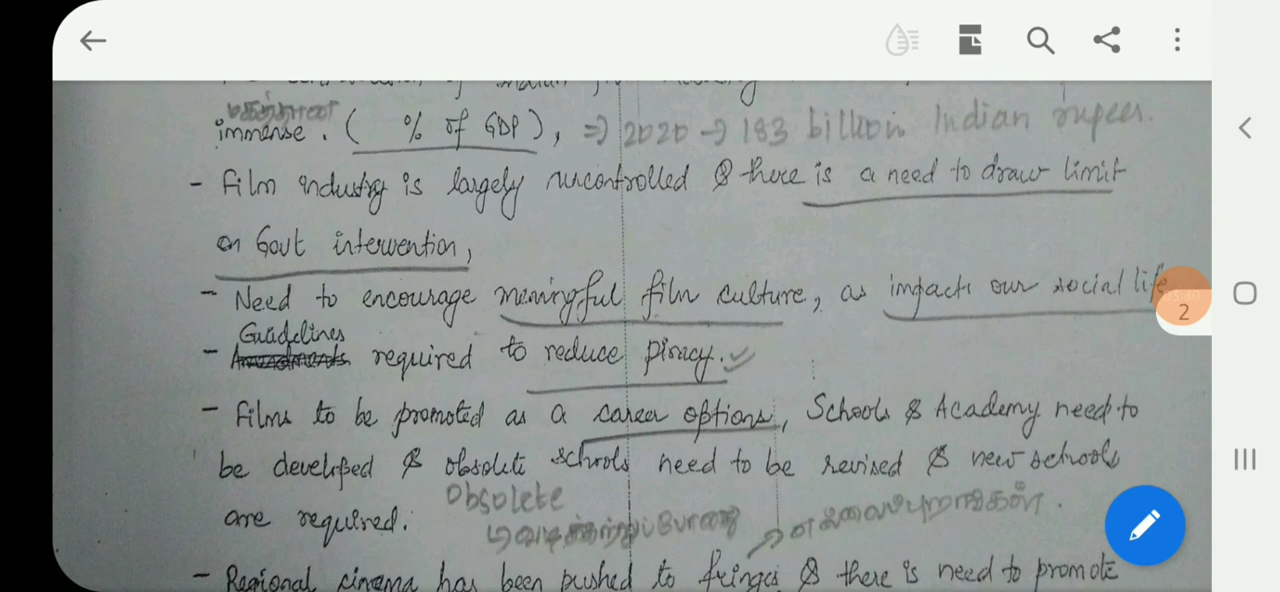 immense. ( % of GDP), => 2020 -> 183 billion Indian rupees.
- Film industry is largely uncontrolled & there is a need to draw limit
on Govt intervention,
- Need to encourage meaningful film culture, as impacts our social life
Guidelines
- Amendments required to reduce piracy.
- Films to be promoted as a career options, Schools & Academy need to
be developed & obsolete schools need to be revised & new schools
Obsolete
are required.
- Regional cinema has been pushed to fringes & there is need to promote
2